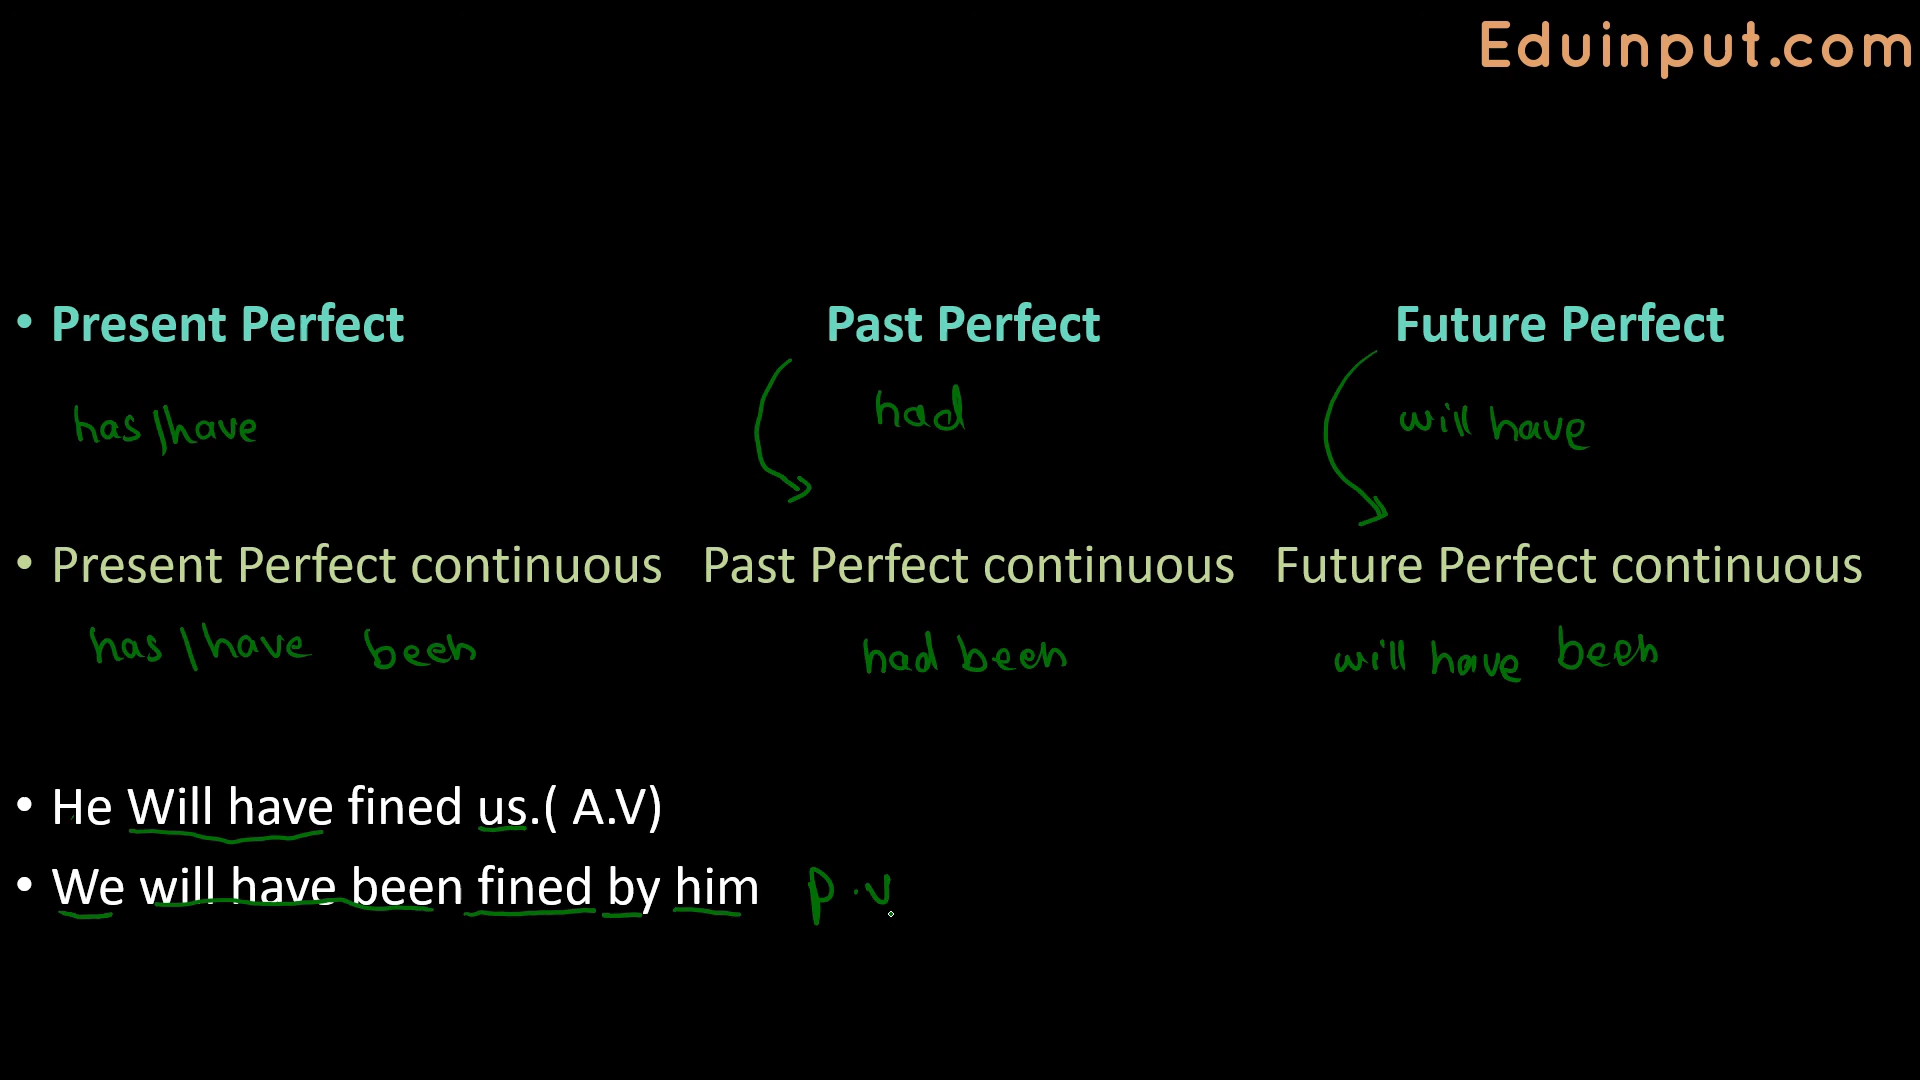 Eduinput.com
• Present Perfect Past Perfect Future Perfect
has/have had will have
• Present Perfect continuous Past Perfect continuous Future Perfect continuous
has/have been had been will have been
• He Will have fined us.( A.V)
• We will have been fined by him P.V